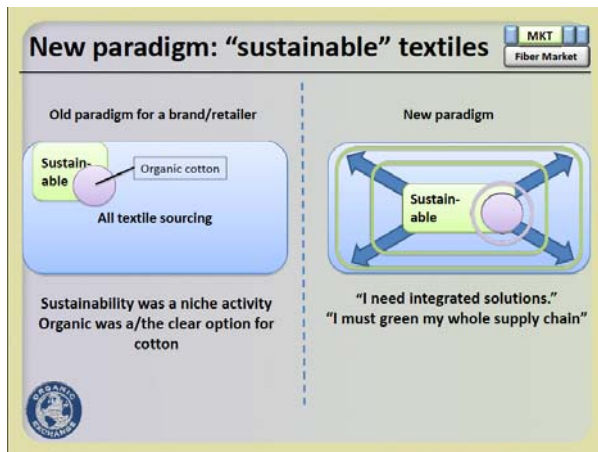 New paradigm: “sustainable” textiles
MKT
Fiber Market
Old paradigm for a brand/retailer
Sustain-
able
Organic cotton
All textile sourcing
Sustainability was a niche activity
Organic was a/the clear option for
cotton
New paradigm
Sustain-
able
“I need integrated solutions.”
“I must green my whole supply chain”
ORGANIC
EXCHANGE